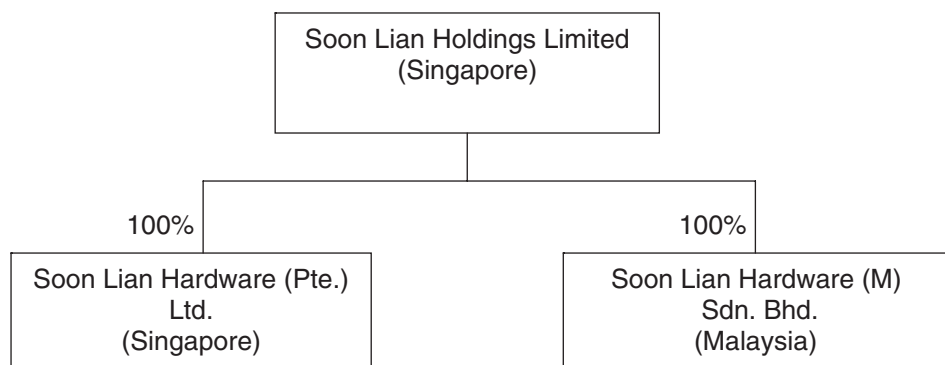 Soon Lian Holdings Limited
(Singapore)
100%
100%
Soon Lian Hardware (Pte.)
Ltd.
(Singapore)
Soon Lian Hardware (M)
Sdn. Bhd.
(Malaysia)